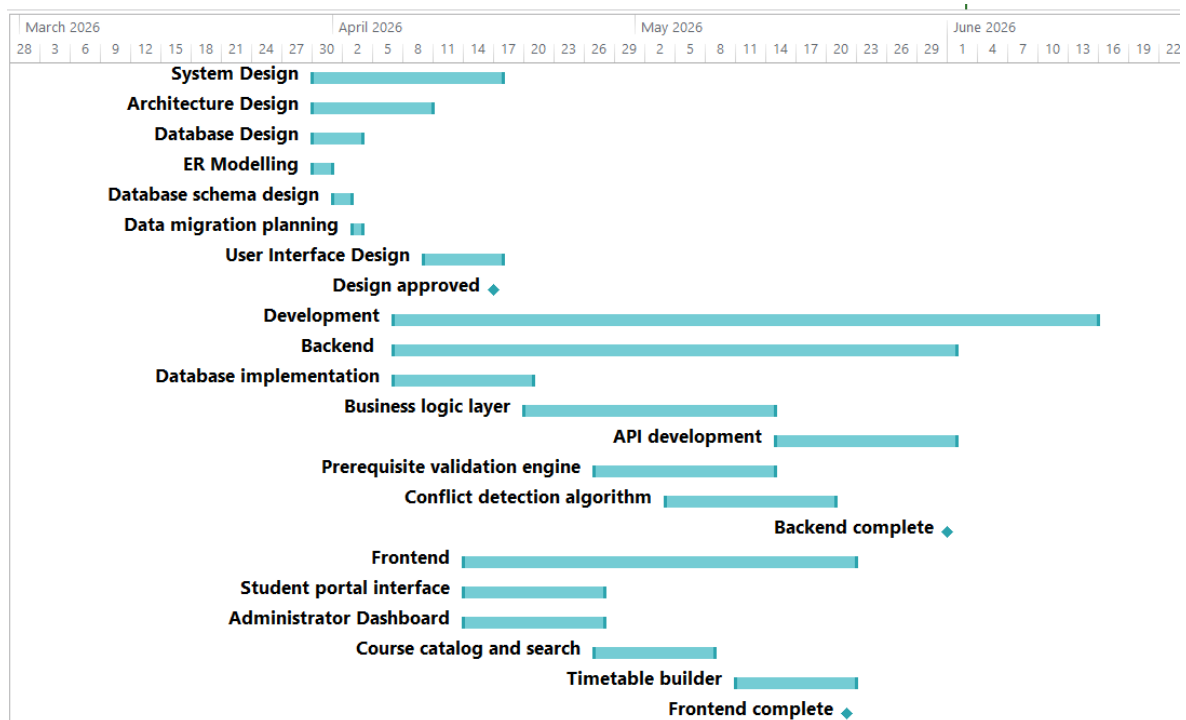 March 2026 April 2026 May 2026 June 2026
28 3 6 9 12 15 18 21 24 27 30 2 5 8 11 14 17 20 23 26 29 2 5 8 11 14 17 20 23 26 29 1 4 7 10 13 16 19 22
System Design
Architecture Design
Database Design
ER Modelling
Database schema design
Data migration planning
User Interface Design
Design approved
Development
Backend
Database implementation
Business logic layer
API development
Prerequisite validation engine
Conflict detection algorithm
Backend complete
Frontend
Student portal interface
Administrator Dashboard
Course catalog and search
Timetable builder
Frontend complete